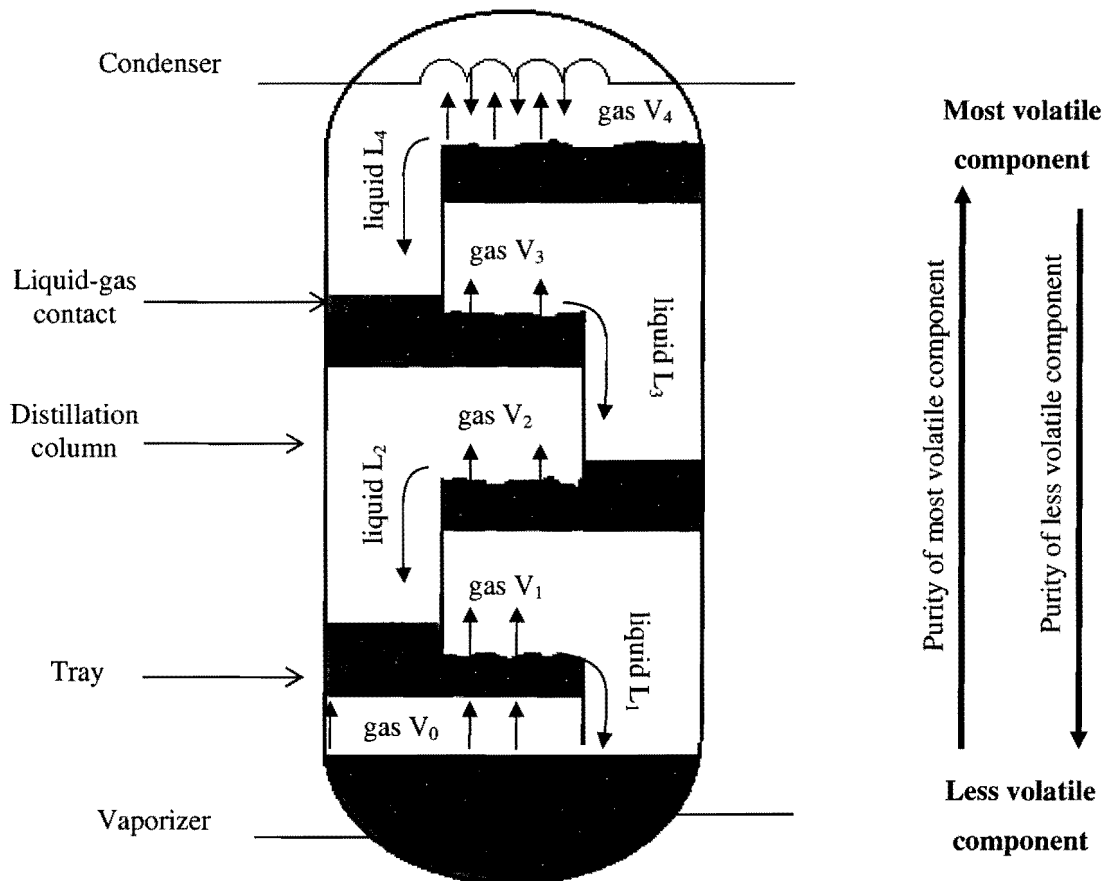 Condenser
gas V₄
Most volatile
component
liquid L₄
gas V₃
Liquid-gas
contact
liquid L₃
Distillation
column
gas V₂
liquid L₂
Purity of most volatile component
Purity of less volatile component
gas V₁
liquid L₁
Tray
gas V₀
Less volatile
component
Vaporizer